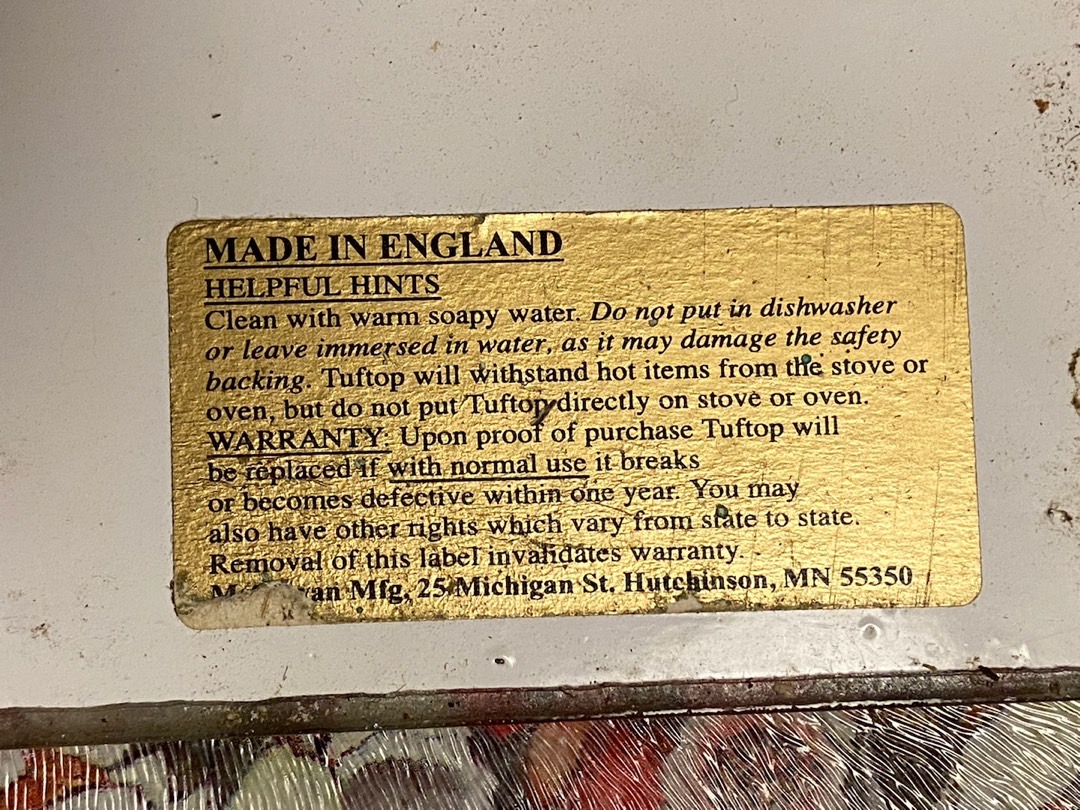 MADE IN ENGLAND
HELPFUL HINTS
Clean with warm soapy water. Do not put in dishwasher
or leave immersed in water, as it may damage the safety
backing. Tuftop will withstand hot items from the stove or
oven, but do not put Tuftop directly on stove or oven.
WARRANTY: Upon proof of purchase Tuftop will
be replaced if with normal use it breaks
or becomes defective within one year. You may
also have other rights which vary from state to state.
Removal of this label invalidates warranty.
Mfg, 25 Michigan St. Hutchinson, MN 55350